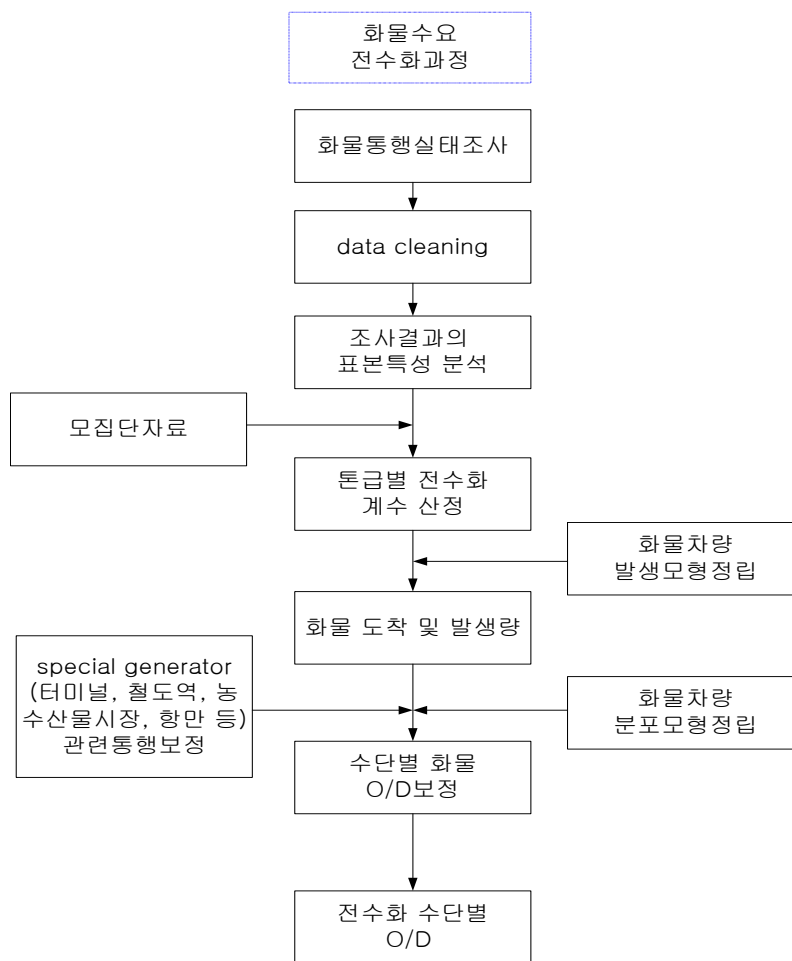 화물수요
전수화과정
화물통행실태조사
data cleaning
조사결과의
표본특성 분석
모집단자료
톤급별 전수화
계수 산정
화물차량
발생모형정립
화물 도착 및 발생량
special generator
(터미널, 철도역, 농
수산물시장, 항만 등)
관련통행보정
화물차량
분포모형정립
수단별 화물
O/D보정
전수화 수단별
O/D